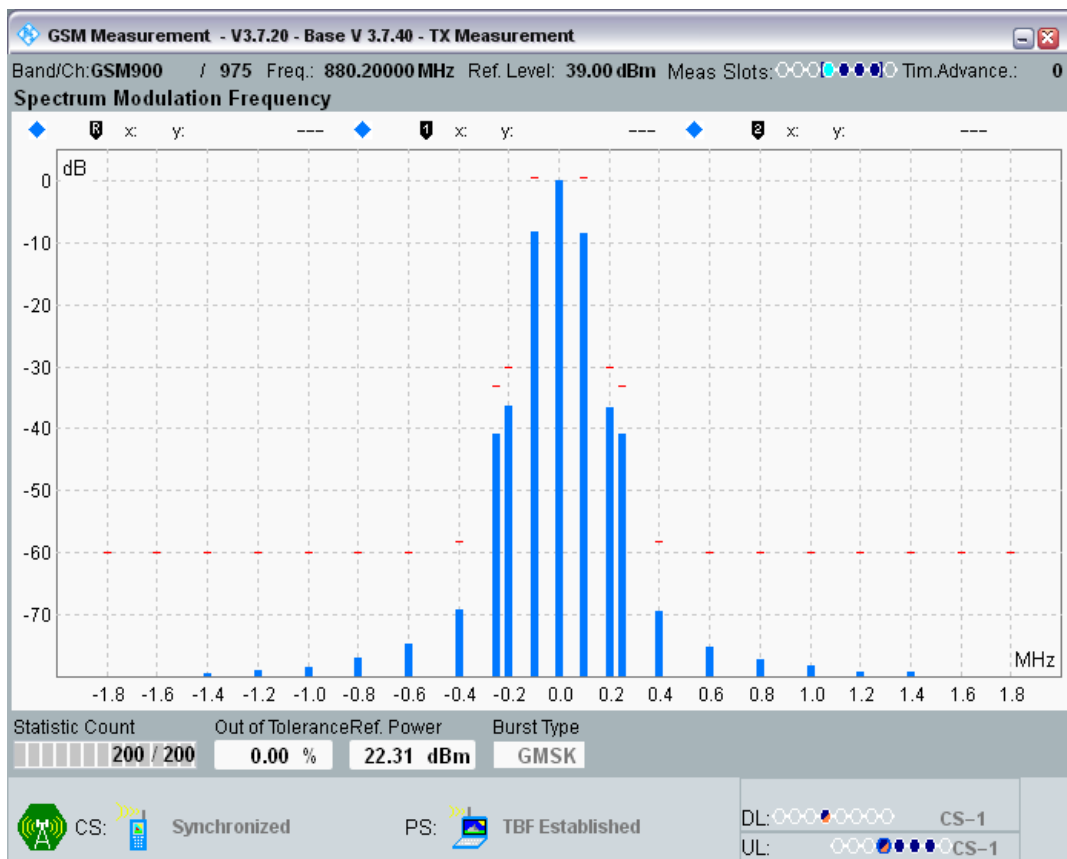 GSM Measurement - V3.7.20 - Base V 3.7.40 - TX Measurement
Band/Ch:GSM900 / 975 Freq.: 880.20000 MHz Ref. Level: 39.00 dBm Meas Slots: Tim.Advance.: 0
Spectrum Modulation Frequency
R x: y: --- 1 x: y: --- 2 x: y: ---
dB
0
-10
-20
-30
-40
-50
-60
-70
MHz
-1.8 -1.6 -1.4 -1.2 -1.0 -0.8 -0.6 -0.4 -0.2 0.0 0.2 0.4 0.6 0.8 1.0 1.2 1.4 1.6 1.8
Statistic Count Out of Tolerance Ref. Power Burst Type
200 / 200 0.00 % 22.31 dBm GMSK
CS: Synchronized PS: TBF Established
DL: CS-1
UL: CS-1